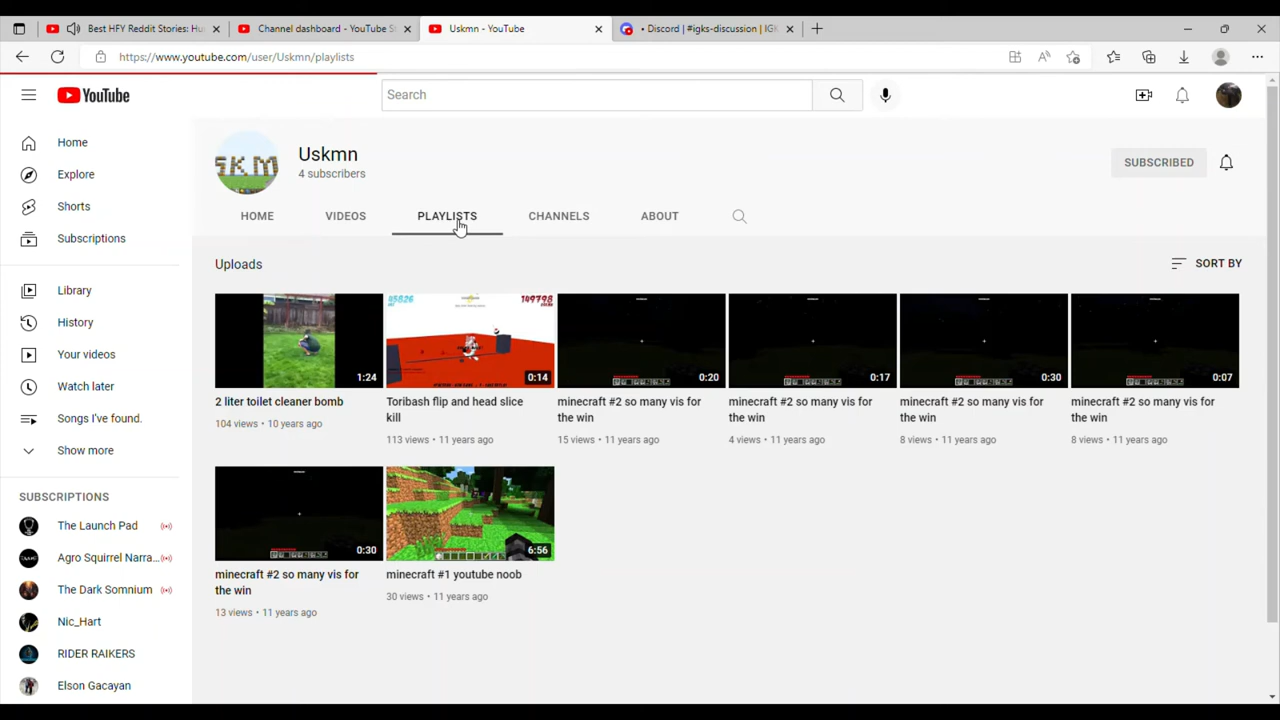 Best HFY Reddit Stories: Hu
Channel dashboard - YouTube S
Uskmn - YouTube
• Discord | #igks-discussion | IGK
https://www.youtube.com/user/Uskmn/playlists
YouTube
Search
Home
Explore
Shorts
Subscriptions
Library
History
Your videos
Watch later
Songs I've found.
Show more
SUBSCRIPTIONS
The Launch Pad
Agro Squirrel Narra...
The Dark Somnium
Nic_Hart
RIDER RAIKERS
Elson Gacayan
SKM
Uskmn
4 subscribers
SUBSCRIBED
HOME
VIDEOS
PLAYLISTS
CHANNELS
ABOUT
Uploads
SORT BY
1:24
2 liter toilet cleaner bomb
104 views • 10 years ago
149798
0:14
Toribash flip and head slice
kill
113 views • 11 years ago
0:20
minecraft #2 so many vis for
the win
15 views • 11 years ago
0:17
minecraft #2 so many vis for
the win
4 views • 11 years ago
0:30
minecraft #2 so many vis for
the win
8 views • 11 years ago
0:07
minecraft #2 so many vis for
the win
8 views • 11 years ago
0:30
minecraft #2 so many vis for
the win
13 views • 11 years ago
6:56
minecraft #1 youtube noob
30 views • 11 years ago